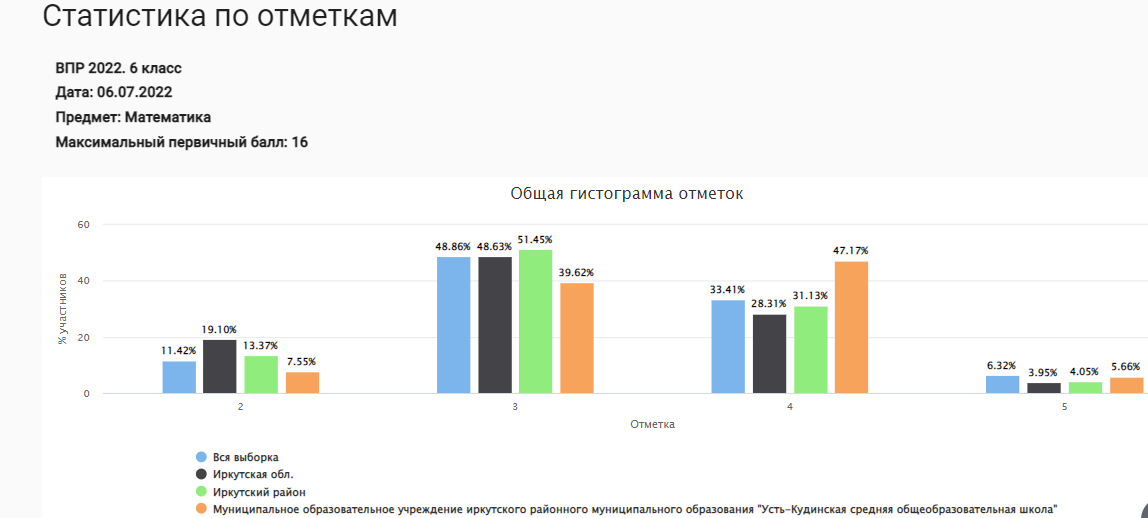 Статистика по отметкам
ВПР 2022. 6 класс
Дата: 06.07.2022
Предмет: Математика
Максимальный первичный балл: 16
Общая гистограмма отметок
% участников
60
40
20
0
11.42% 19.10% 13.37% 7.55%
48.86% 48.63% 51.45% 39.62%
33.41% 28.31% 31.13% 47.17%
6.32% 3.95% 4.05% 5.66%
2 3 4 5
Отметка
Вся выборка
Иркутская обл.
Иркутский район
Муниципальное образовательное учреждение иркутского районного муниципального образования "Усть-Кудинская средняя общеобразовательная школа"